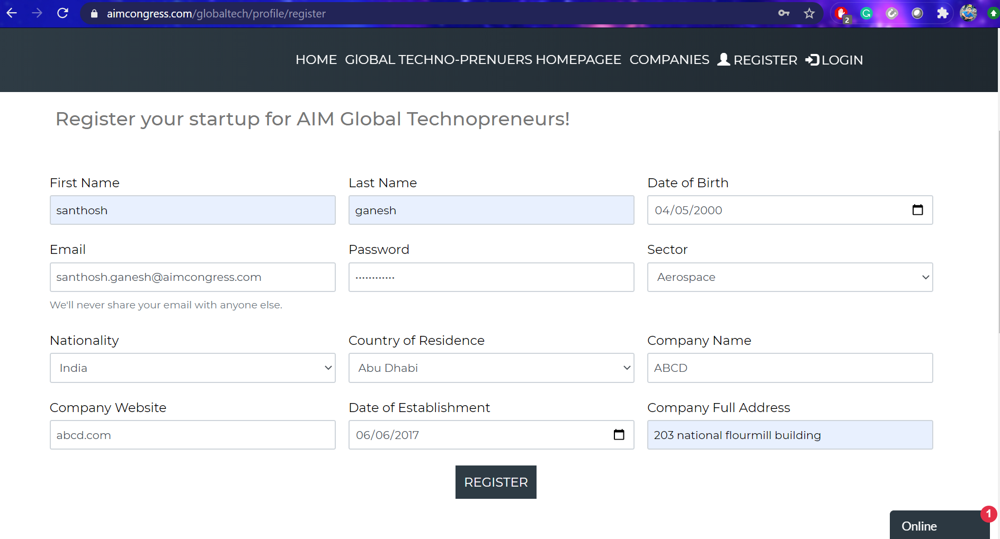 aimcongress.com/globaltech/profile/register
2
HOME GlOBAL TECHNO-PRENUERS HOMEPAGEE COMPANIES REGISTER LOGIN
Register your startup for AIM Global Technopreneurs!
First Name Last Name Date of Birth
santhosh ganesh 04/05/2000
Email Password Sector
santhosh.ganesh@aimcongress.com ············ Aerospace
We'll never share your email with anyone else.
Nationality Country of Residence Company Name
India Abu Dhabi ABCD
Company Website Date of Establishment Company Full Address
abcd.com 06/06/2017 203 national flourmill building
REGISTER
1
Online